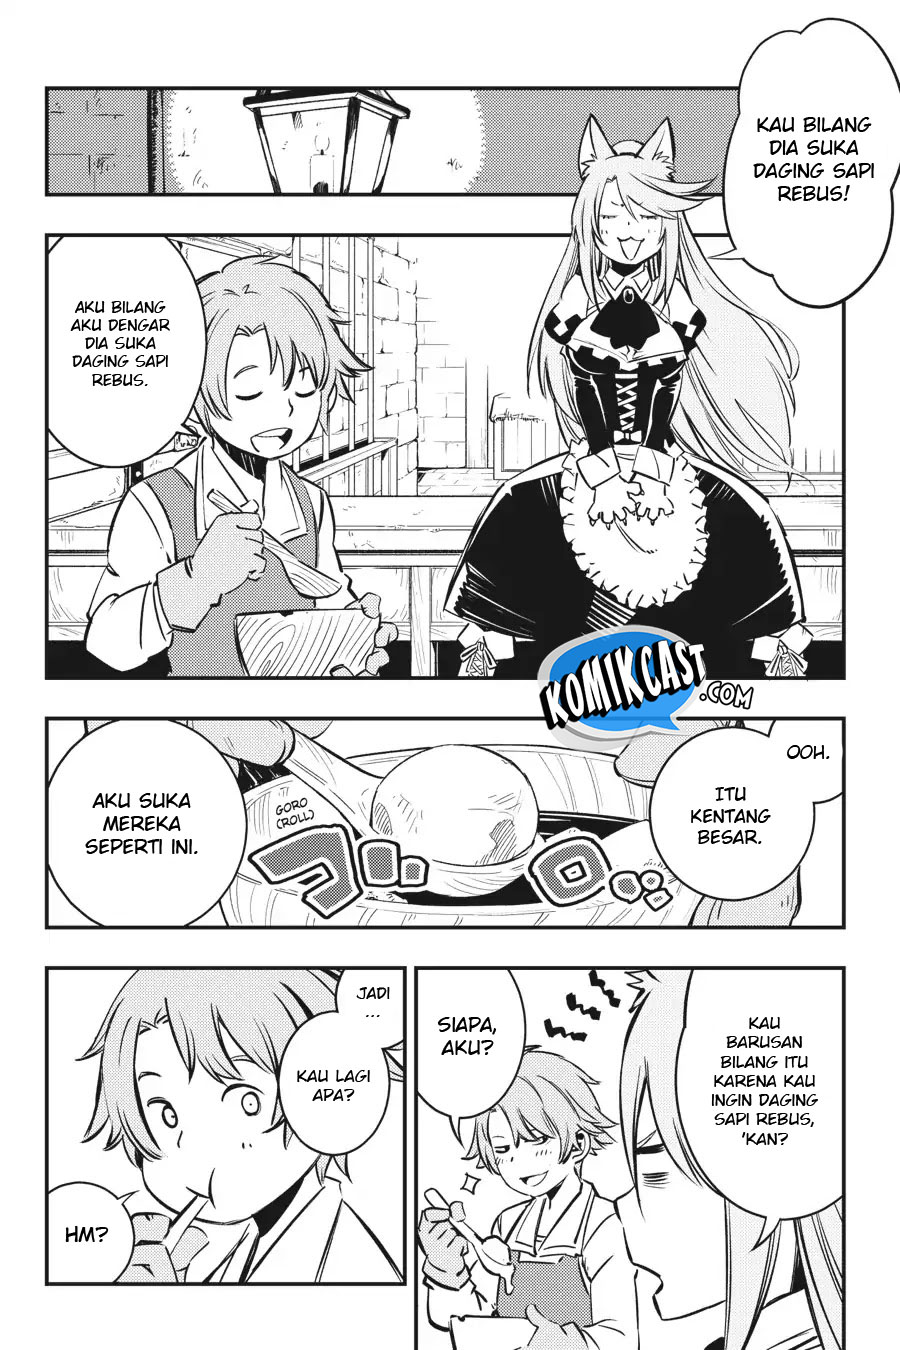 KAU BILANG
DIA SUKA
DAGING SAPI
REBUS!
AKU BILANG
AKU DENGAR
DIA SUKA
DAGING SAPI
REBUS.
KOMIKCAST
.COM
OOH.
ITU
KENTANG
BESAR.
GORO
(ROLL)
ゴロ
AKU SUKA
MEREKA
SEPERTI INI.
KAU
BARUSAN
BILANG ITU
KARENA KAU
INGIN DAGING
SAPI REBUS,
'KAN?
SIAPA,
AKU?
JADI
...
KAU LAGI
APA?
HM?